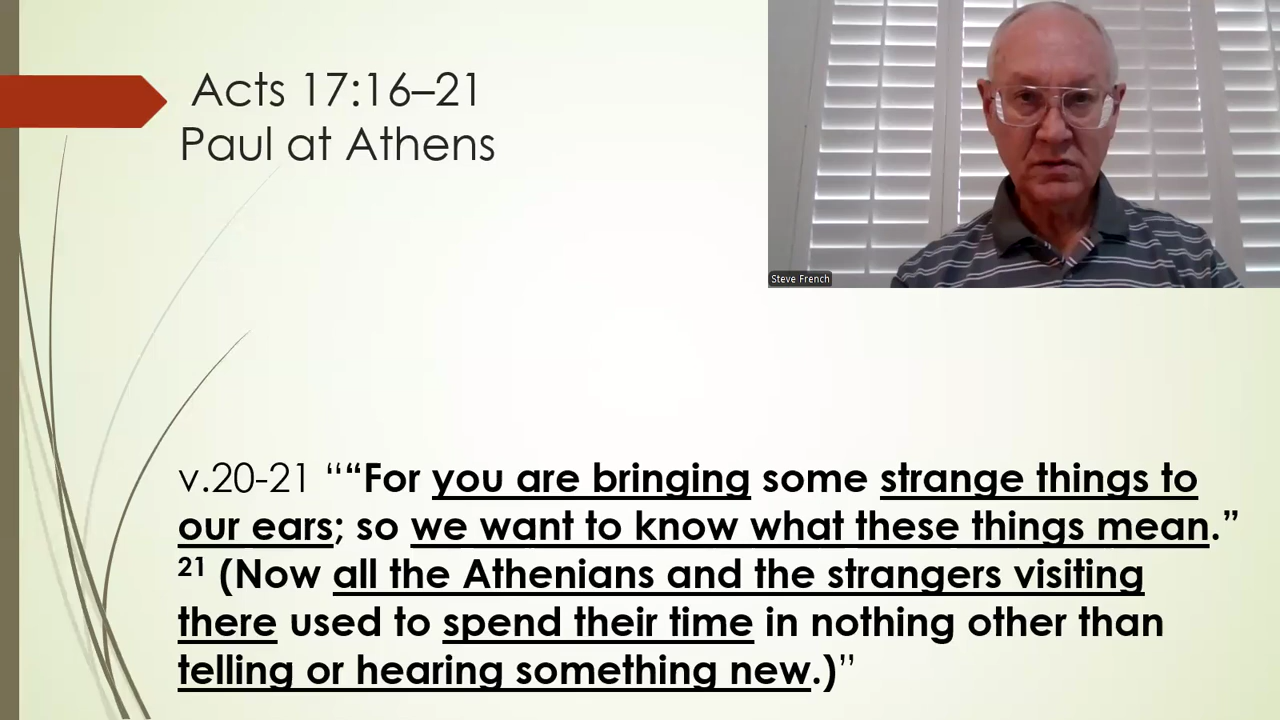 Acts 17:16–21
Paul at Athens
Steve French
v.20-21 “““For you are bringing some strange things to
our ears; so we want to know what these things mean.”
21 (Now all the Athenians and the strangers visiting
there used to spend their time in nothing other than
telling or hearing something new.)”